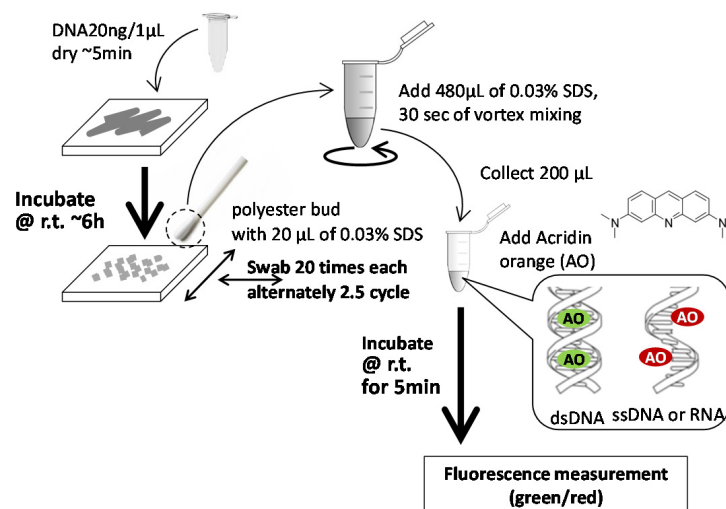 DNA20ng/1µL
dry ~5min
Add 480µL of 0.03% SDS,
30 sec of vortex mixing
Incubate
@ r.t. ~6h
polyester bud
with 20 µL of 0.03% SDS
Swab 20 times each
alternately 2.5 cycle
Collect 200 µL
Add Acridin
orange (AO)
N
N
N
Incubate
@ r.t.
for 5min
AO
AO
AO
AO
dsDNA
ssDNA or RNA
Fluorescence measurement
(green/red)